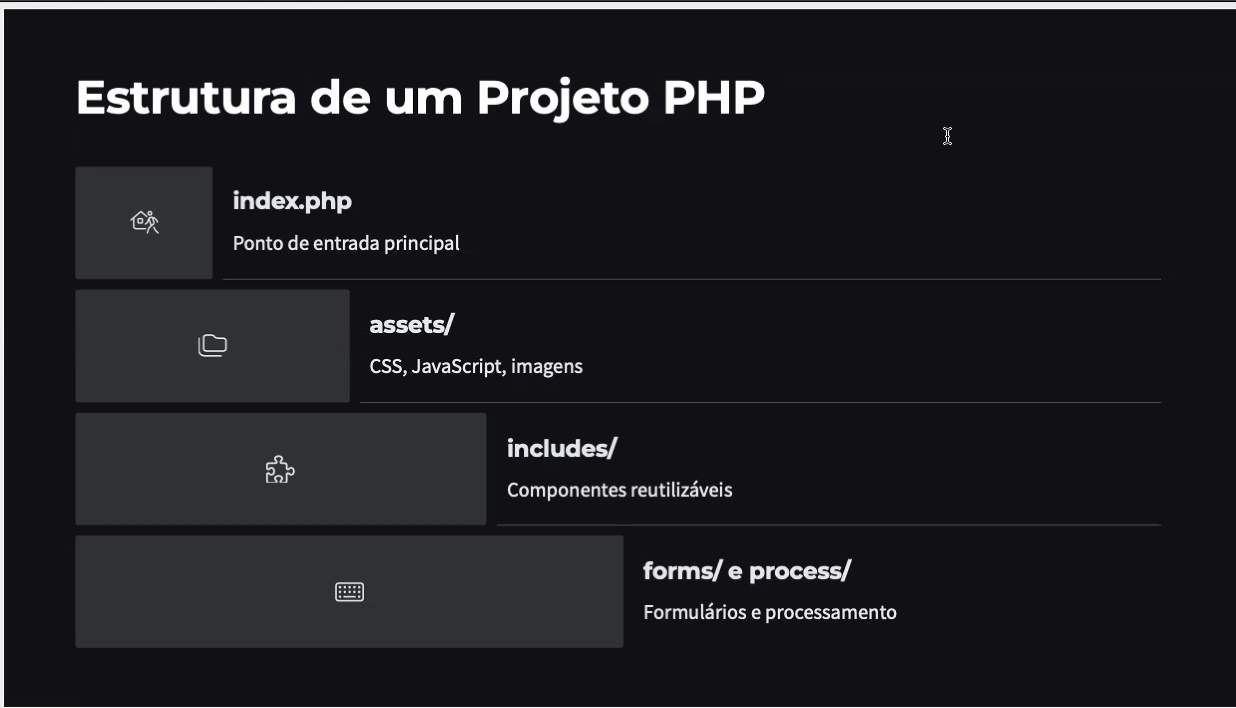 Estrutura de um Projeto PHP
index.php
Ponto de entrada principal
assets/
CSS, JavaScript, imagens
includes/
Componentes reutilizáveis
forms/ e process/
Formulários e processamento